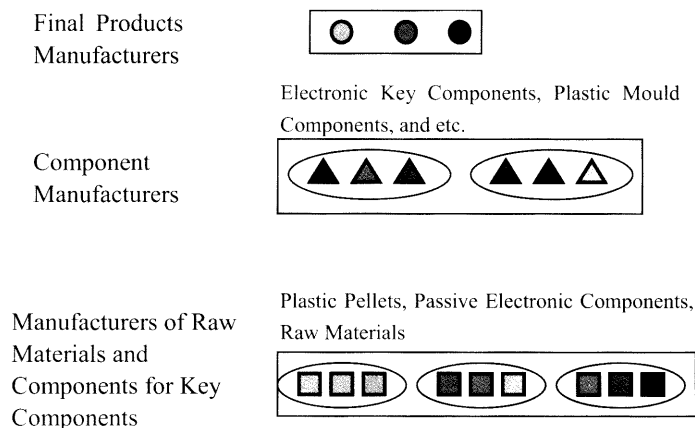 Final Products
Manufacturers
Electronic Key Components, Plastic Mould
Components, and etc.
Component
Manufacturers
Plastic Pellets, Passive Electronic Components,
Raw Materials
Manufacturers of Raw
Materials and
Components for Key
Components